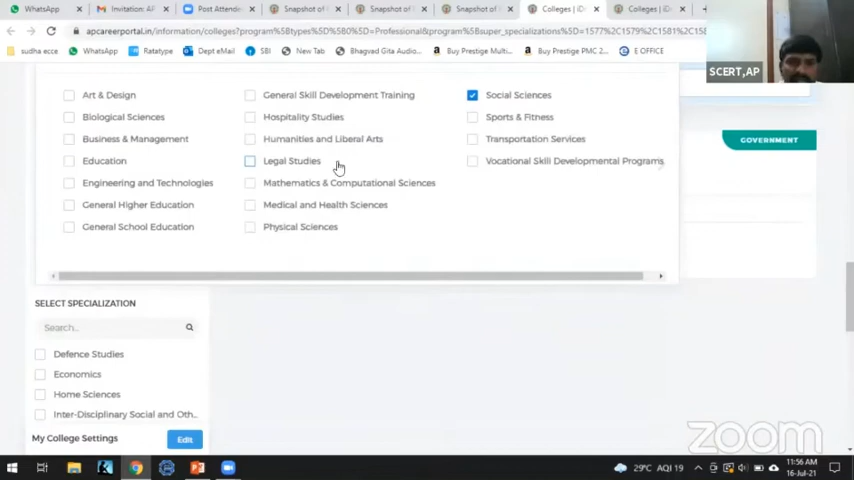 WhatsApp
Invitation: AP
Post Attended
Snapshot of
Snapshot of
Snapshot of
Colleges | iD
Colleges | iD
apcareerportal.in/information/colleges?program%5Btypes%5D%5B0%5D=Professional&program%5Bsuper_specializations%5D=1577%2C1579%2C1581%2C15
sudha ecce
WhatsApp
Ratatype
Dept eMail
SBI
New Tab
Bhagvad Gita Audio...
Buy Prestige Multi...
Buy Prestige PMC 2...
E OFFICE
SCERT,AP
Art & Design
General Skill Development Training
Social Sciences
Biological Sciences
Hospitality Studies
Sports & Fitness
Business & Management
Humanities and Liberal Arts
Transportation Services
GOVERNMENT
Education
Legal Studies
Vocational Skill Developmental Programs
Engineering and Technologies
Mathematics & Computational Sciences
General Higher Education
Medical and Health Sciences
General School Education
Physical Sciences
SELECT SPECIALIZATION
Search...
Defence Studies
Economics
Home Sciences
Inter-Disciplinary Social and Oth..
My College Settings
Edit
zoom
29°C AQI 19
11:56 AM
16-Jul-21